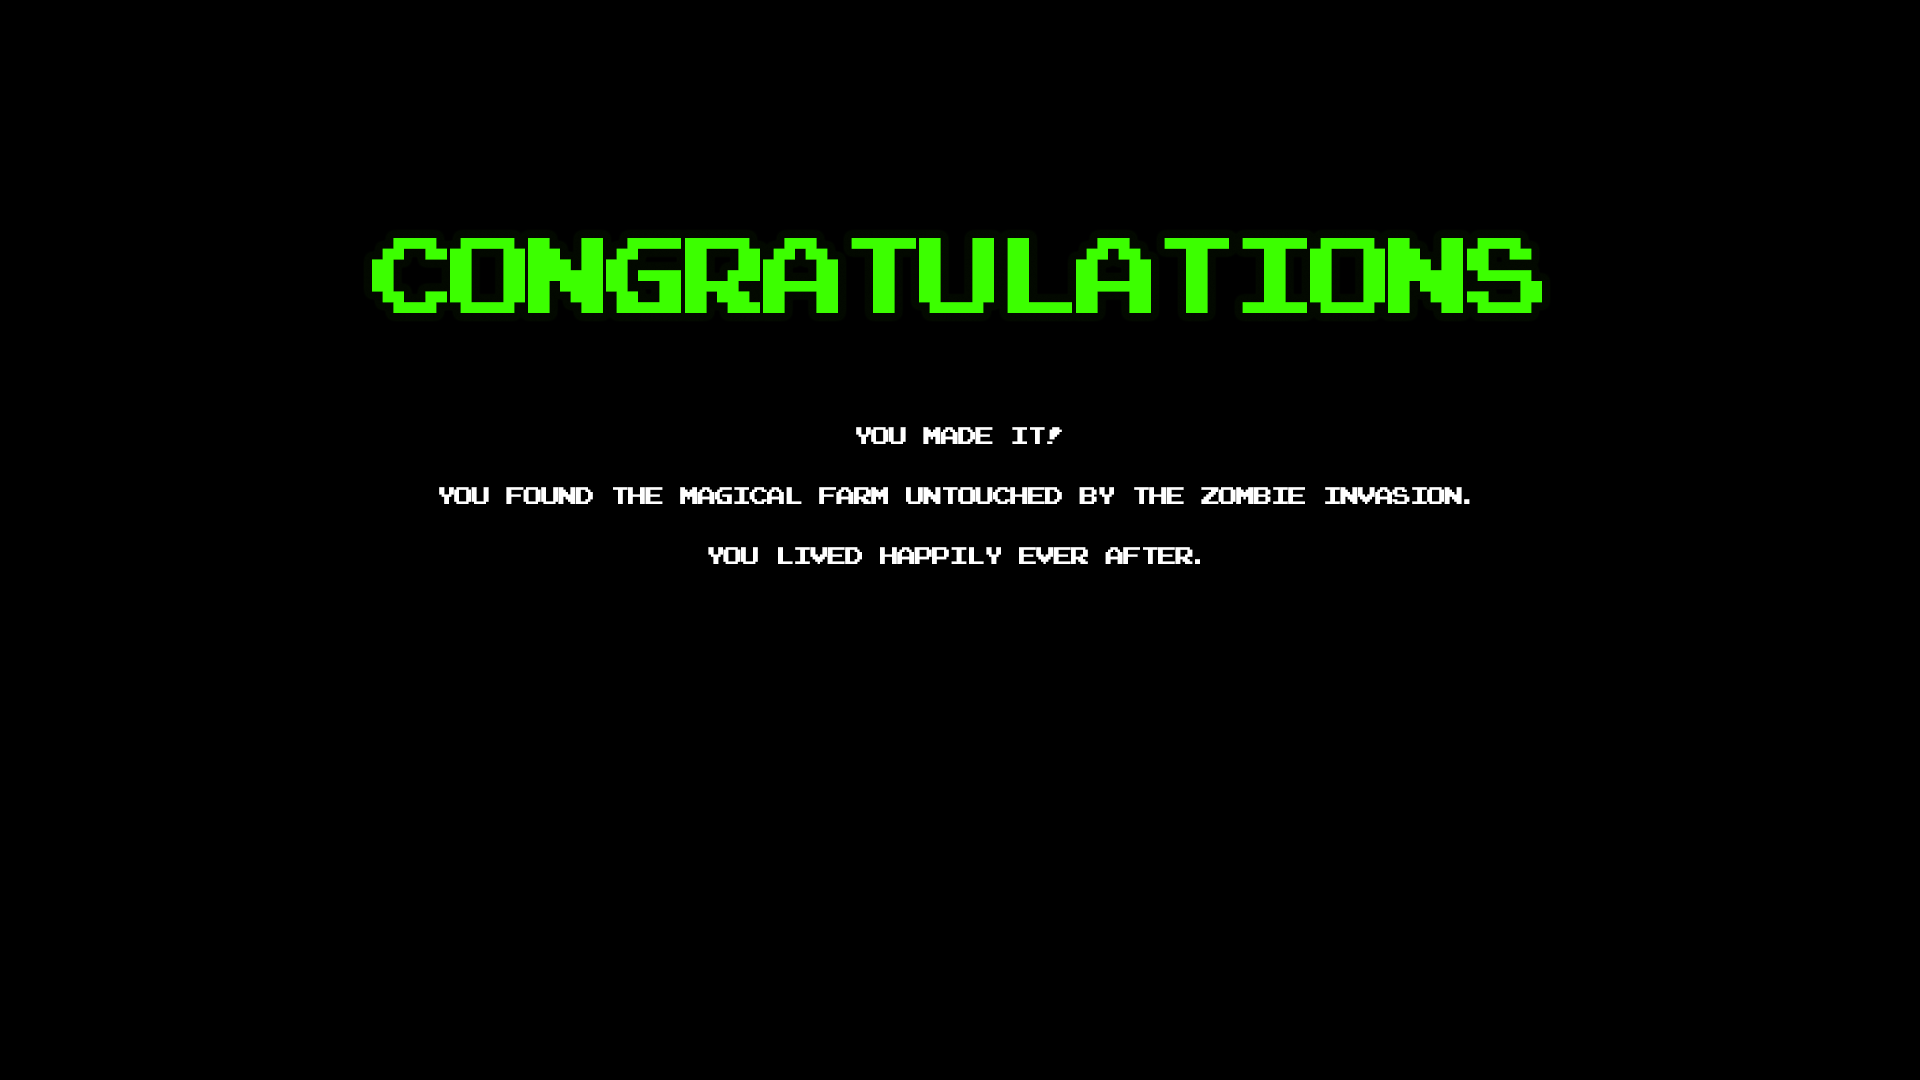 CONGRATULATIONS
YOU MADE IT!
YOU FOUND THE MAGICAL FARM UNTOUCHED BY THE ZOMBIE INVASION.
YOU LIVED HAPPILY EVER AFTER.